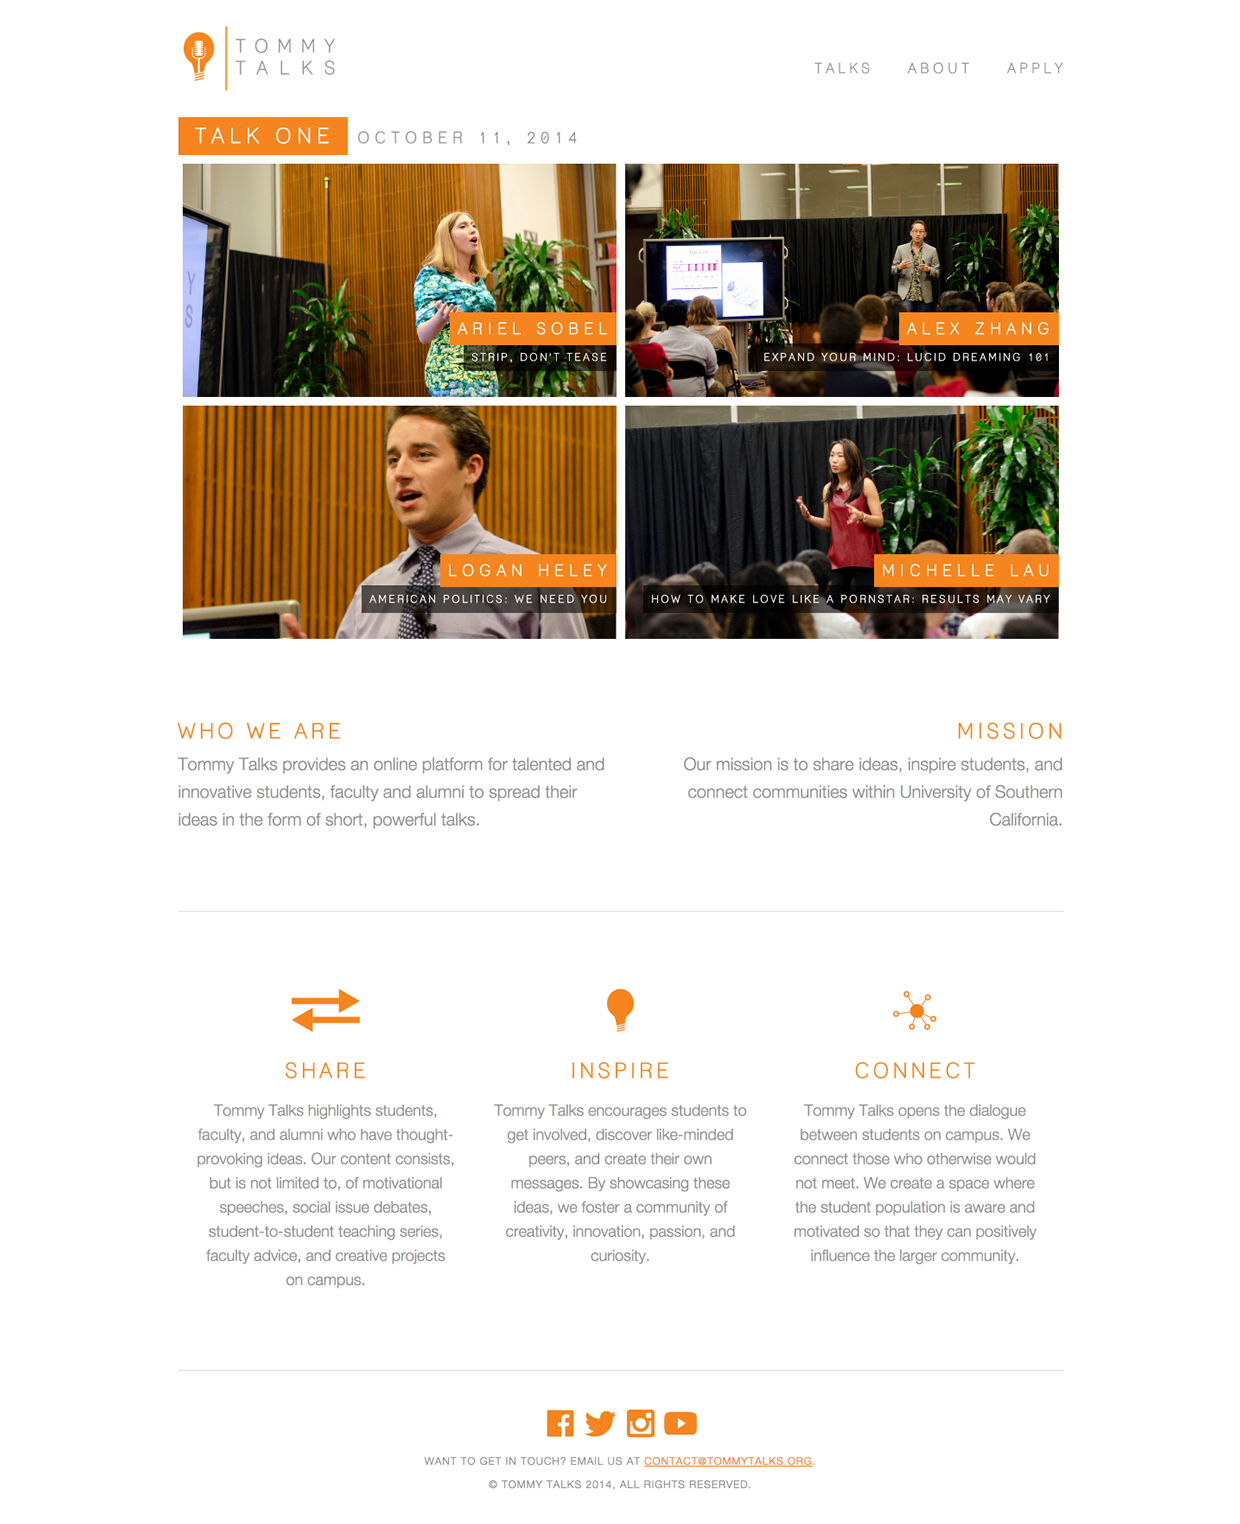 TOMMY
TALKS
TALKS ABOUT APPLY
TALK ONE OCTOBER 11, 2014
Y
S
ARIEL SOBEL
STRIP, DON'T TEASE
ALEX ZHANG
EXPAND YOUR MIND: LUCID DREAMING 101
LOGAN HELEY
AMERICAN POLITICS: WE NEED YOU
MICHELLE LAU
HOW TO MAKE LOVE LIKE A PORNSTAR: RESULTS MAY VARY
WHO WE ARE
Tommy Talks provides an online platform for talented and
innovative students, faculty and alumni to spread their
ideas in the form of short, powerful talks.
MISSION
Our mission is to share ideas, inspire students, and
connect communities within University of Southern
California.
SHARE
Tommy Talks highlights students,
faculty, and alumni who have thought-
provoking ideas. Our content consists,
but is not limited to, of motivational
speeches, social issue debates,
student-to-student teaching series,
faculty advice, and creative projects
on campus.
INSPIRE
Tommy Talks encourages students to
get involved, discover like-minded
peers, and create their own
messages. By showcasing these
ideas, we foster a community of
creativity, innovation, passion, and
curiosity.
CONNECT
Tommy Talks opens the dialogue
between students on campus. We
connect those who otherwise would
not meet. We create a space where
the student population is aware and
motivated so that they can positively
influence the larger community.
WANT TO GET IN TOUCH? EMAIL US AT CONTACT@TOMMYTALKS.ORG.
© TOMMY TALKS 2014, ALL RIGHTS RESERVED.